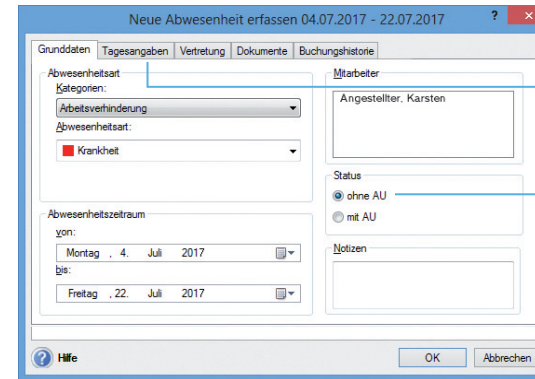 Neue Abwesenheit erfassen 04.07.2017 - 22.07.2017 ?
Grunddaten Tagesangaben Vertretung Dokumente Buchungshistorie
Abwesenheitsart
Kategorien:
Arbeitsverhinderung
Abwesenheitsart:
Krankheit
Mitarbeiter
Angestellter, Karsten
Status
ohne AU
mit AU
Abwesenheitszeitraum
von:
Montag , 4. Juli 2017
bis:
Freitag , 22. Juli 2017
Notizen
? Hilfe
OK Abbrechen